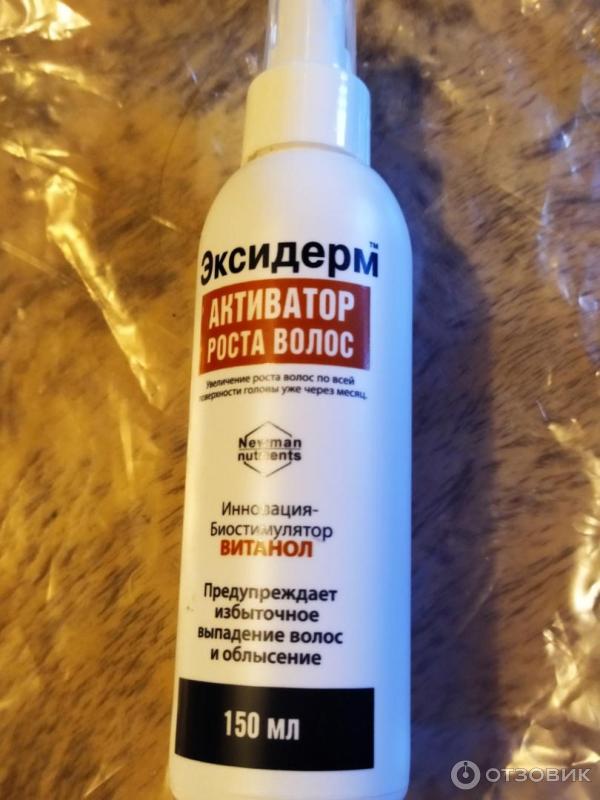 Эксидерм™
АКТИВАТОР
РОСТА ВОЛОС
Увеличение роста волос по всей
поверхности головы уже через месяц.
Newman
nutrients
Инновация-
Биостимулятор
ВИТАНОЛ
Предупреждает
избыточное
выпадение волос
и облысение
150 мл
ОТЗОВИК